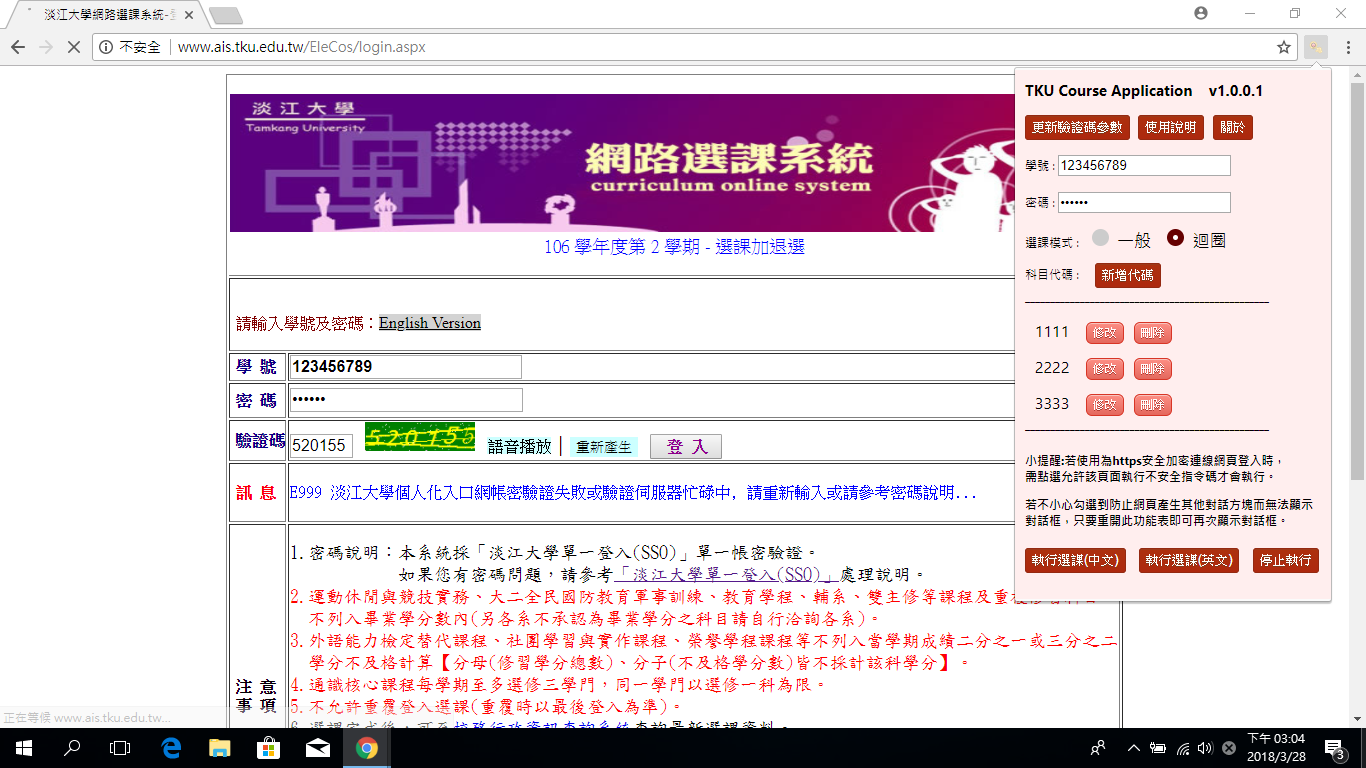 淡江大學網路選課系統-
不安全 www.ais.tku.edu.tw/EleCos/login.aspx
淡江大學
Tamkang University
網路選課系統
curriculum online system
106 學年度第 2 學期 - 選課加退選
請輸入學號及密碼：English Version
學 號 123456789
密 碼 ••••••
驗證碼 520155 520155 語音播放 | 重新產生 登 入
訊 息 E999 淡江大學個人化入口網帳密驗證失敗或驗證伺服器忙碌中, 請重新輸入或請參考密碼說明...
注 意
事 項
1.密碼說明：本系統採「淡江大學單一登入(SSO)」單一帳密驗證。
如果您有密碼問題，請參考「淡江大學單一登入(SSO)」處理說明。
2.運動休閒與競技實務、大二全民國防教育軍事訓練、教育學程、輔系、雙主修等課程及重
不列入畢業學分數內(另各系不承認為畢業學分之科目請自行洽詢各系)。
3.外語能力檢定替代課程、社團學習與實作課程、榮譽學程課程等不列入當學期成績二分之一或三分之二
學分不及格計算【分母(修習學分總數)、分子(不及格學分數)皆不採計該科學分】。
4.通識核心課程每學期至多選修三學門，同一學門以選修一科為限。
5.不允許重覆登入選課(重覆時以最後登入為準)。
正在等候 www.ais.tku.edu.tw...
TKU Course Application v1.0.0.1
更新驗證碼參數 使用說明 關於
學號 : 123456789
密碼 : ••••••
選課模式 : 一般 迴圈
科目代碼 : 新增代碼
1111 修改 刪除
2222 修改 刪除
3333 修改 刪除
小提醒:若使用為https安全加密連線網頁登入時，
需點選允許該頁面執行不安全指令碼才會執行。
若不小心勾選到防止網頁產生其他對話方塊而無法顯示
對話框，只要重開此功能表即可再次顯示對話框。
執行選課(中文) 執行選課(英文) 停止執行
下午 03:04
2018/3/28
3